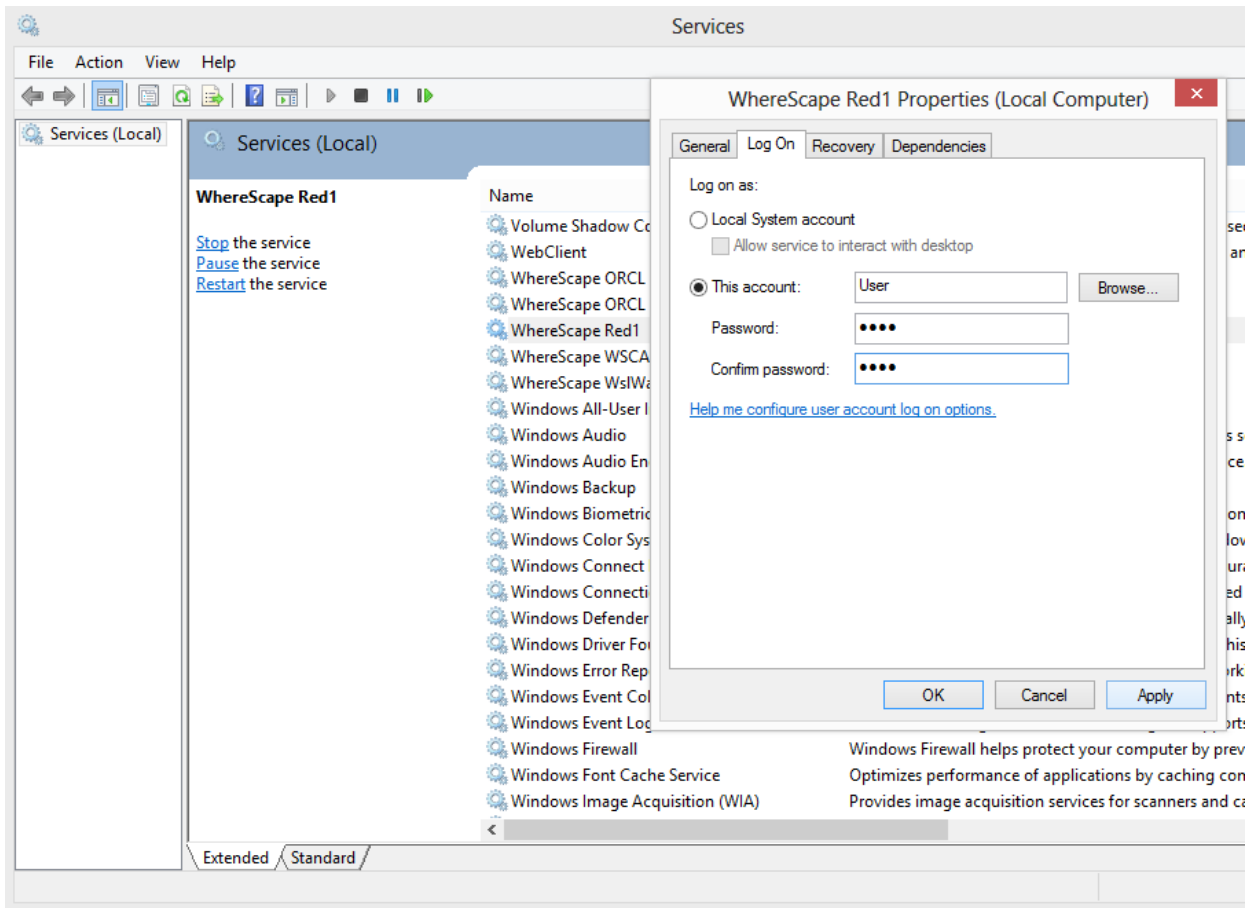 Services
File Action View Help
Services (Local)
Services (Local)
WhereScape Red1
Stop the service
Pause the service
Restart the service
Name
Volume Shadow Co
WebClient
WhereScape ORCL
WhereScape ORCL
WhereScape Red1
WhereScape WSCA
WhereScape WslWa
Windows All-User I
Windows Audio
Windows Audio En
Windows Backup
Windows Biometric
Windows Color Sys
Windows Connect
Windows Connecti
Windows Defender
Windows Driver Fou
Windows Error Rep
Windows Event Col
Windows Event Log
Windows Firewall Windows Firewall helps protect your computer by prev
Windows Font Cache Service Optimizes performance of applications by caching con
Windows Image Acquisition (WIA) Provides image acquisition services for scanners and ca
Extended Standard
WhereScape Red1 Properties (Local Computer)
General Log On Recovery Dependencies
Log on as:
Local System account
Allow service to interact with desktop
This account: User Browse...
Password: ••••
Confirm password: ••••
Help me configure user account log on options.
OK Cancel Apply